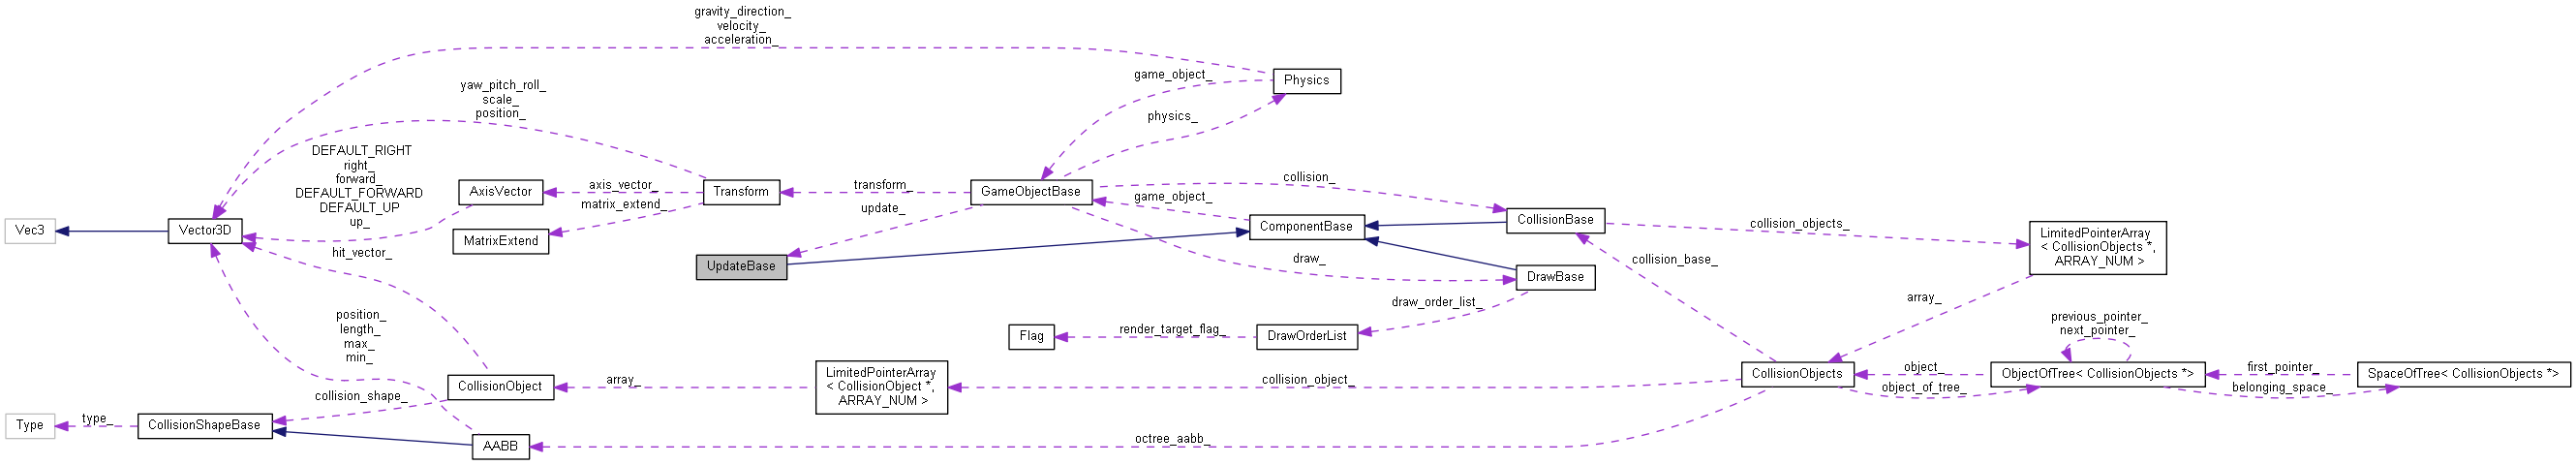 gravity_direction_
velocity_
acceleration_
Physics
game_object_
physics_
yaw_pitch_roll_
scale_
position_
DEFAULT_RIGHT
right_
forward_
DEFAULT_FORWARD
DEFAULT_UP
up_
AxisVector
axis_vector_
matrix_extend_
Transform
transform_
update_
GameObjectBase
collision_
game_object_
Vec3
Vector3D
MatrixExtend
hit_vector_
UpdateBase
ComponentBase
CollisionBase
collision_objects_
LimitedPointerArray
< CollisionObjects *,
ARRAY_NUM >
draw_
DrawBase
collision_base_
draw_order_list_
array_
position_
length_
max_
min_
Flag
render_target_flag_
DrawOrderList
previous_pointer_
next_pointer_
CollisionObject
array_
LimitedPointerArray
< CollisionObject *,
ARRAY_NUM >
collision_object_
CollisionObjects
object_
object_of_tree_
ObjectOfTree< CollisionObjects *>
first_pointer_
belonging_space_
SpaceOfTree< CollisionObjects *>
collision_shape_
Type
type_
CollisionShapeBase
AABB
octree_aabb_